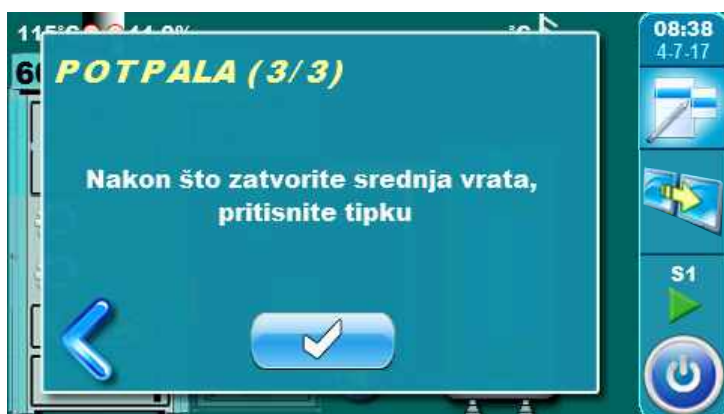 08:38
4-7-17
POTPALA (3/3)
Nakon što zatvorite srednja vrata,
pritisnite tipku
S1